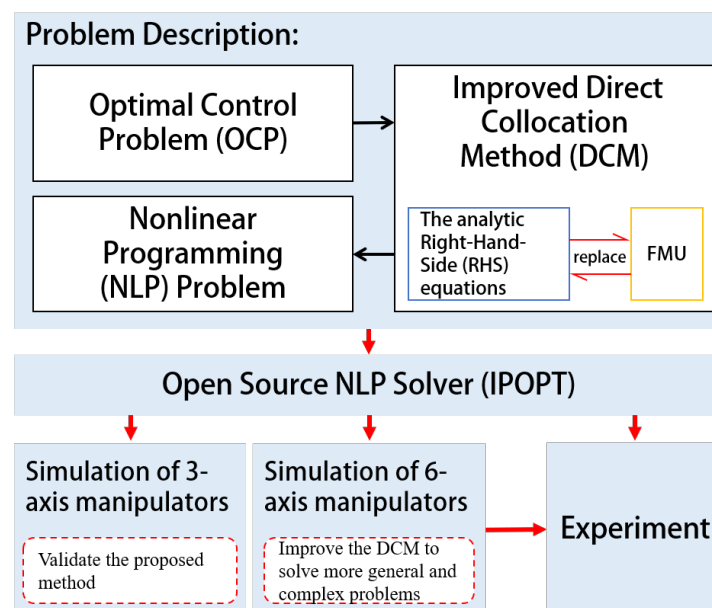 Problem Description:
Optimal Control
Problem (OCP)
Improved Direct
Collocation
Method (DCM)
Nonlinear
Programming
(NLP) Problem
The analytic
Right-Hand-
Side (RHS)
equations
replace
FMU
Open Source NLP Solver (IPOPT)
Simulation of 3-
axis manipulators
Validate the proposed
method
Simulation of 6-
axis manipulators
Improve the DCM to
solve more general and
complex problems
Experiment